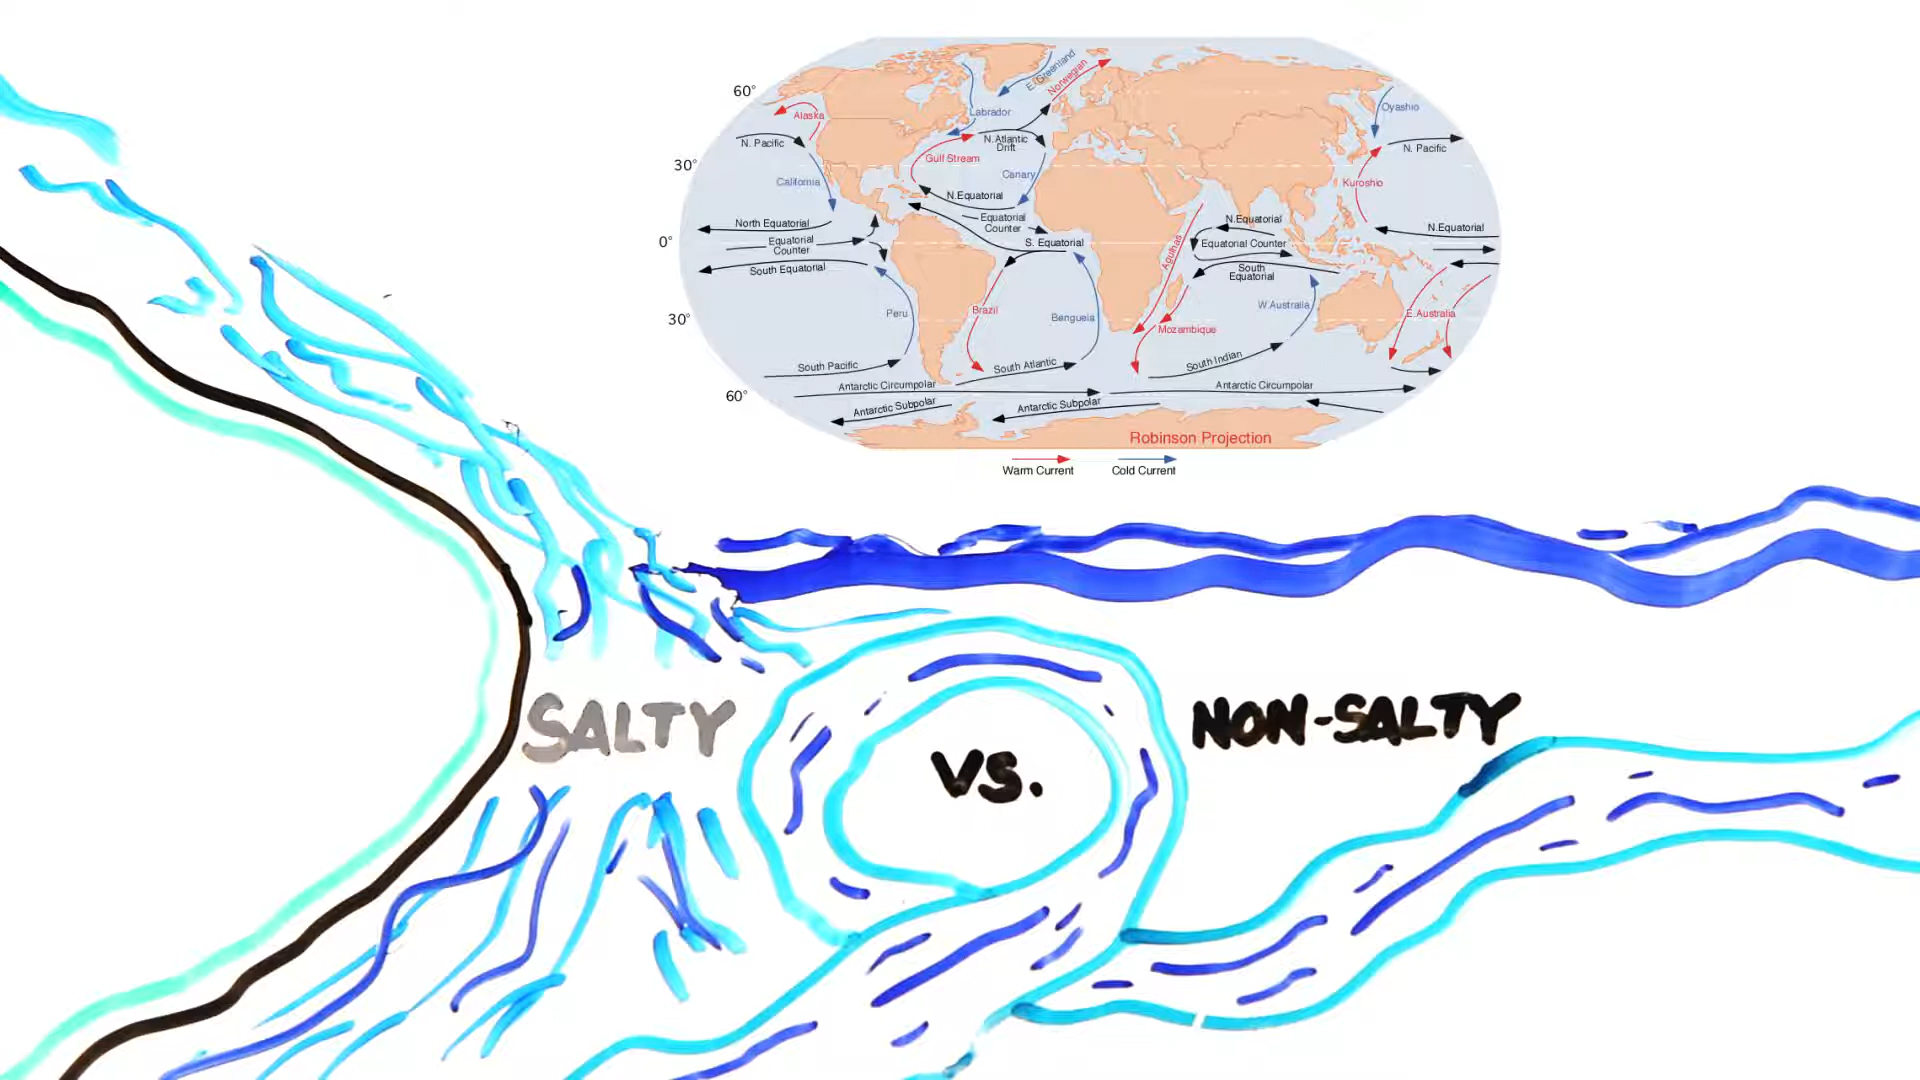 E. Greenland
Norwegian
60°
Alaska
Labrador
Oyashio
N. Pacific
N. Atlantic
Drift
N. Pacific
Gulf Stream
30°
California
Canary
Kuroshio
N.Equatorial
North Equatorial
Equatorial
Counter
N.Equatorial
N.Equatorial
0°
Equatorial
Counter
S. Equatorial
Agulhas
Equatorial Counter
South Equatorial
South
Equatorial
Peru
Brazil
Benguela
W.Australia
E.Australia
30°
Mozambique
South Pacific
South Atlantic
South Indian
Antarctic Circumpolar
Antarctic Circumpolar
60°
Antarctic Subpolar
Antarctic Subpolar
Robinson Projection
Warm Current
Cold Current
SALTY
VS.
NON-SALTY